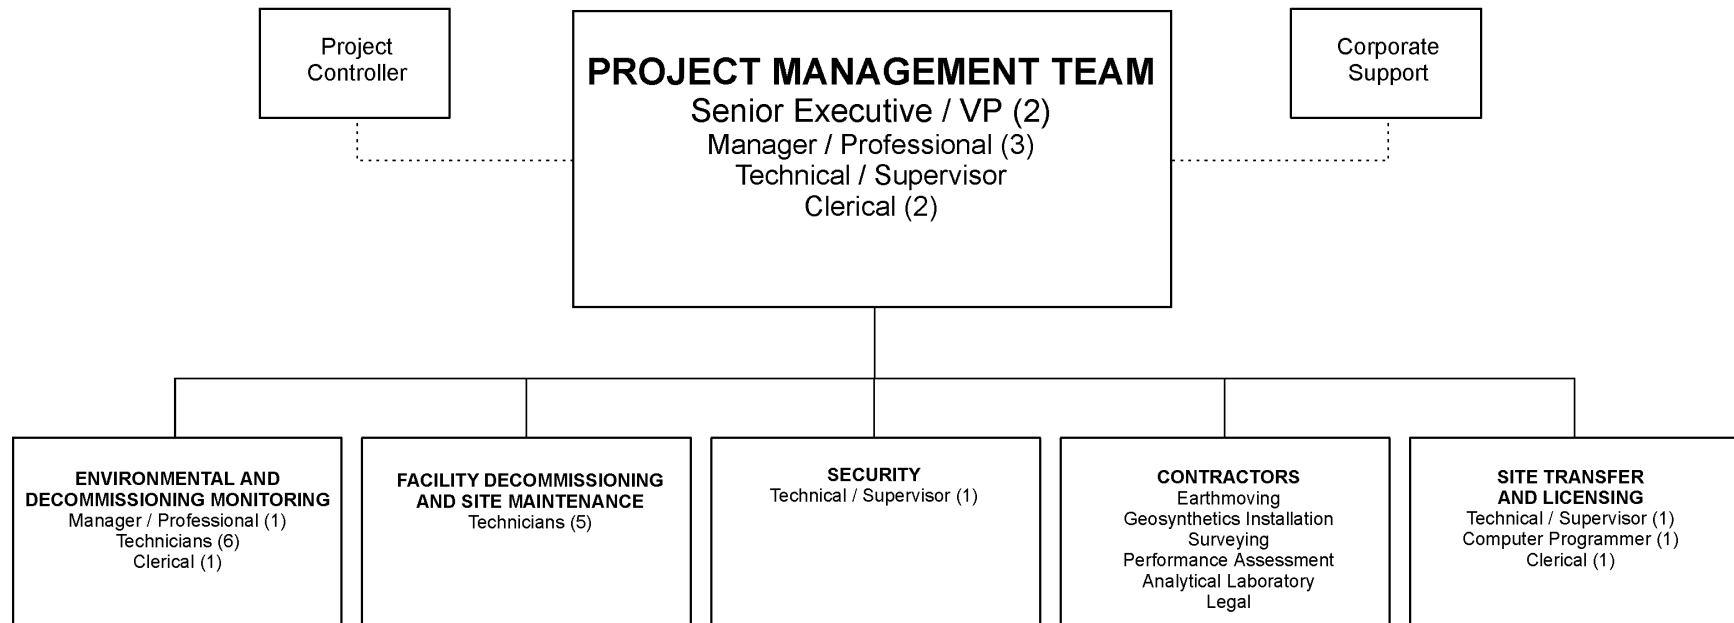 Project
Controller
PROJECT MANAGEMENT TEAM
Senior Executive / VP (2)
Manager / Professional (3)
Technical / Supervisor
Clerical (2)
Corporate
Support
ENVIRONMENTAL AND
DECOMMISSIONING MONITORING
Manager / Professional (1)
Technicians (6)
Clerical (1)
FACILITY DECOMMISSIONING
AND SITE MAINTENANCE
Technicians (5)
SECURITY
Technical / Supervisor (1)
CONTRACTORS
Earthmoving
Geosynthetics Installation
Surveying
Performance Assessment
Analytical Laboratory
Legal
SITE TRANSFER
AND LICENSING
Technical / Supervisor (1)
Computer Programmer (1)
Clerical (1)